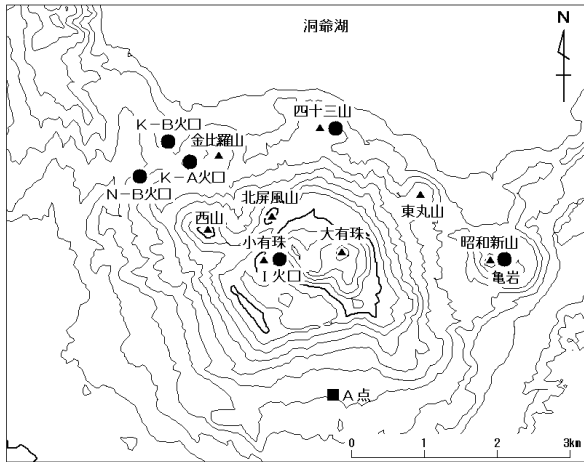 洞爺湖
N
四十三山
K－B火口
金比羅山
K－A火口
N－B火口
北屏風山
東丸山
西山
小有珠
大有珠
昭和新山
I火口
亀岩
A点
0 1 2 3km